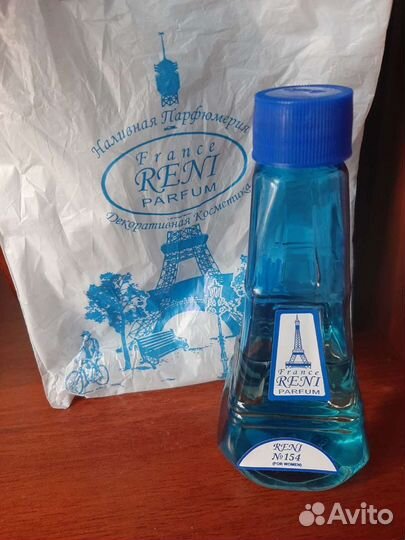 Наливная Парфюмерия
France
RENI
PARFUM
Декоративная Косметика
France
RENI
PARFUM
RENI
№154
(FOR WOMEN)
Avito